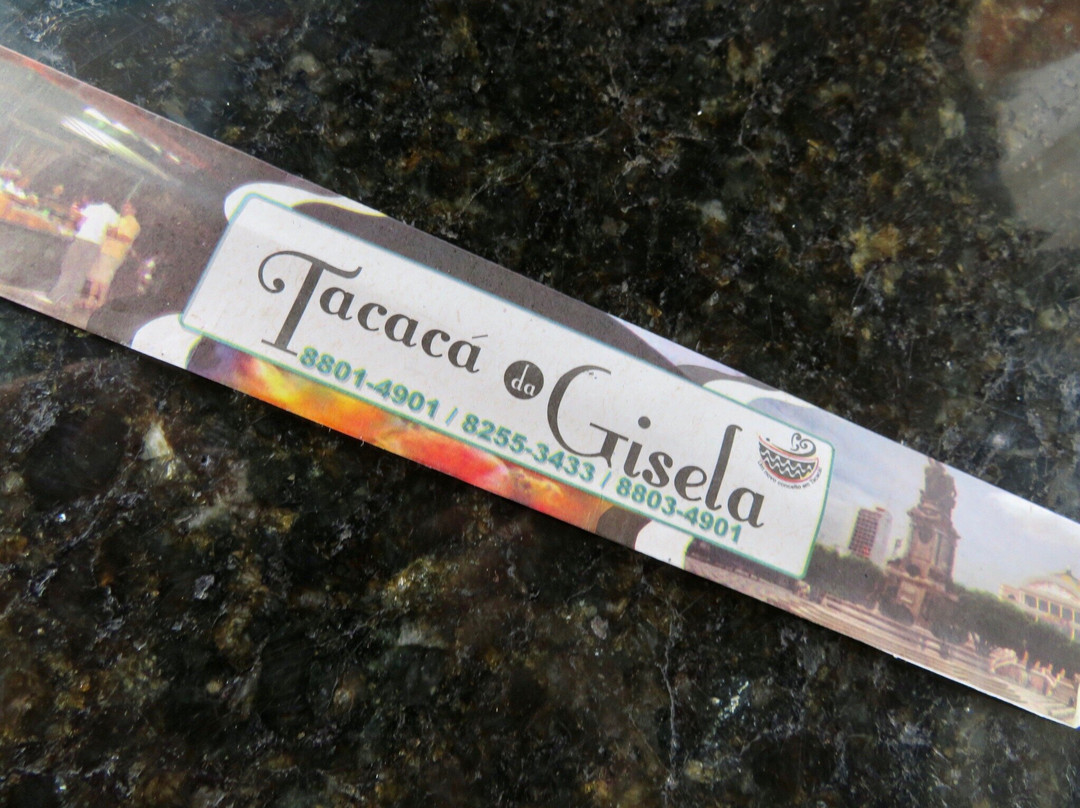 Tacacá da Gisela
8801-4901 / 8255-3433 / 8803-4901